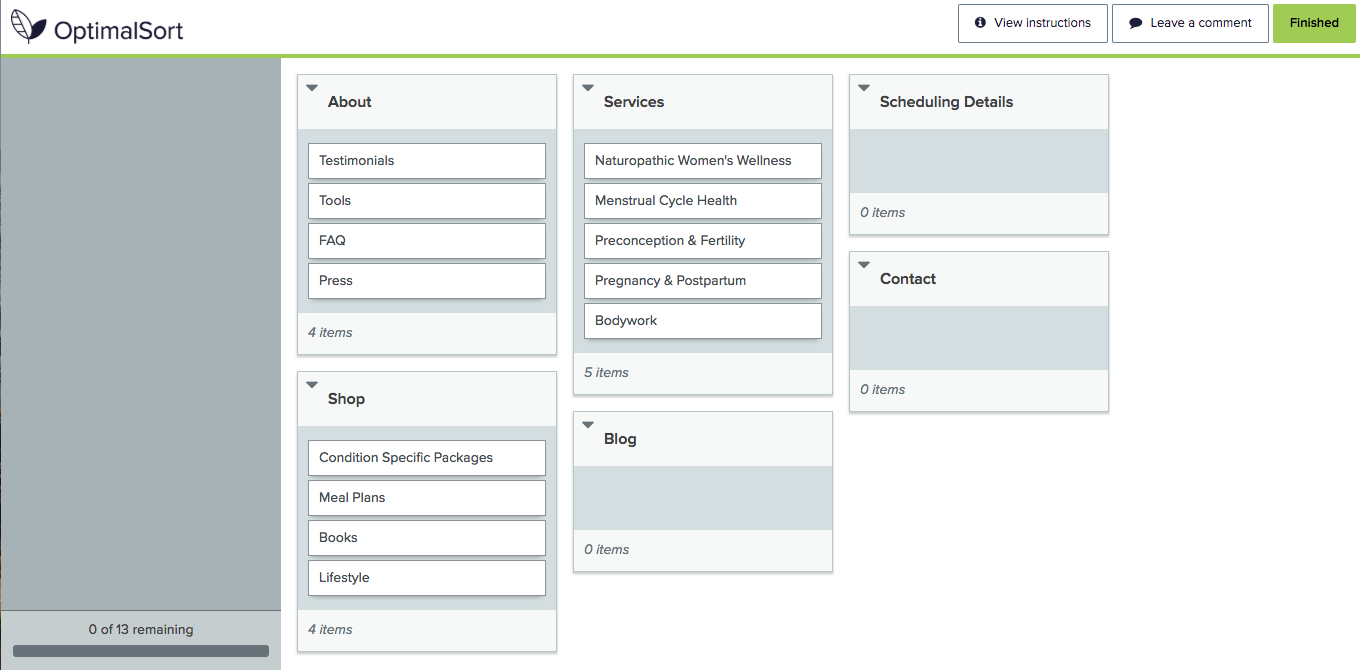 OptimalSort
View instructions
Leave a comment
Finished
About
Testimonials
Tools
FAQ
Press
4 items
Shop
Condition Specific Packages
Meal Plans
Books
Lifestyle
4 items
Services
Naturopathic Women's Wellness
Menstrual Cycle Health
Preconception & Fertility
Pregnancy & Postpartum
Bodywork
5 items
Blog
0 items
Scheduling Details
0 items
Contact
0 items
0 of 13 remaining